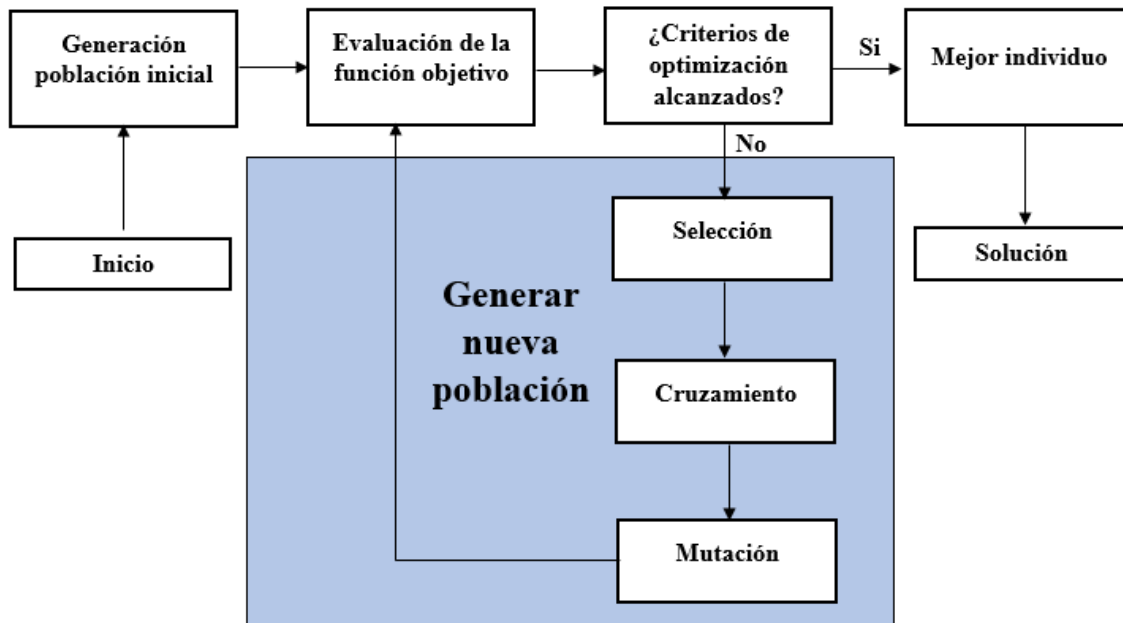 Generación
población inicial
Evaluación de la
función objetivo
¿Criterios de
optimización
alcanzados?
Si
Mejor individuo
No
Inicio
Selección
Solución
Generar
nueva
población
Cruzamiento
Mutación